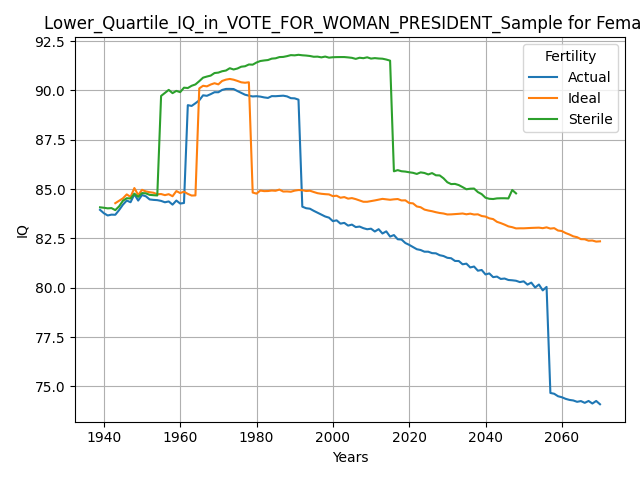 Lower_Quartile_IQ_in_VOTE_FOR_WOMAN_PRESIDENT_Sample for Fema
92.5
90.0
87.5
85.0
82.5
80.0
77.5
75.0
IQ
Fertility
Actual
Ideal
Sterile
1940 1960 1980 2000 2020 2040 2060
Years